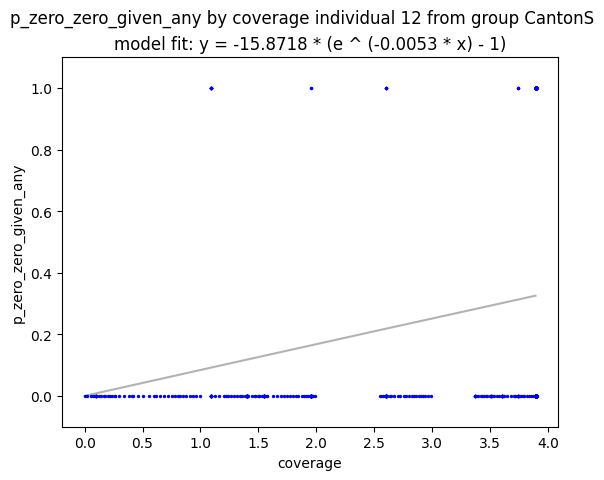 p_zero_zero_given_any by coverage individual 12 from group CantonS
model fit: y = -15.8718 * (e ^ (-0.0053 * x) - 1)
1.0
0.8
0.6
0.4
0.2
0.0
p_zero_zero_given_any
0.0 0.5 1.0 1.5 2.0 2.5 3.0 3.5 4.0
coverage